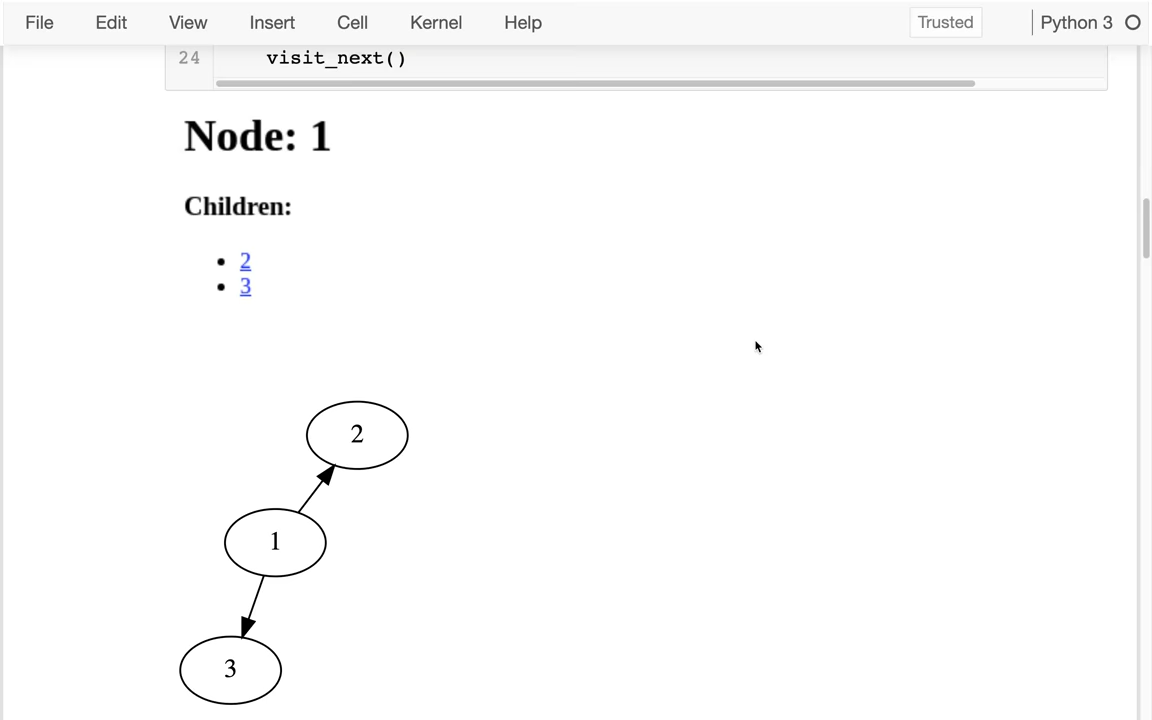 File Edit View Insert Cell Kernel Help Trusted Python 3
24 visit_next()
Node: 1
Children:
2
3
2
1
3